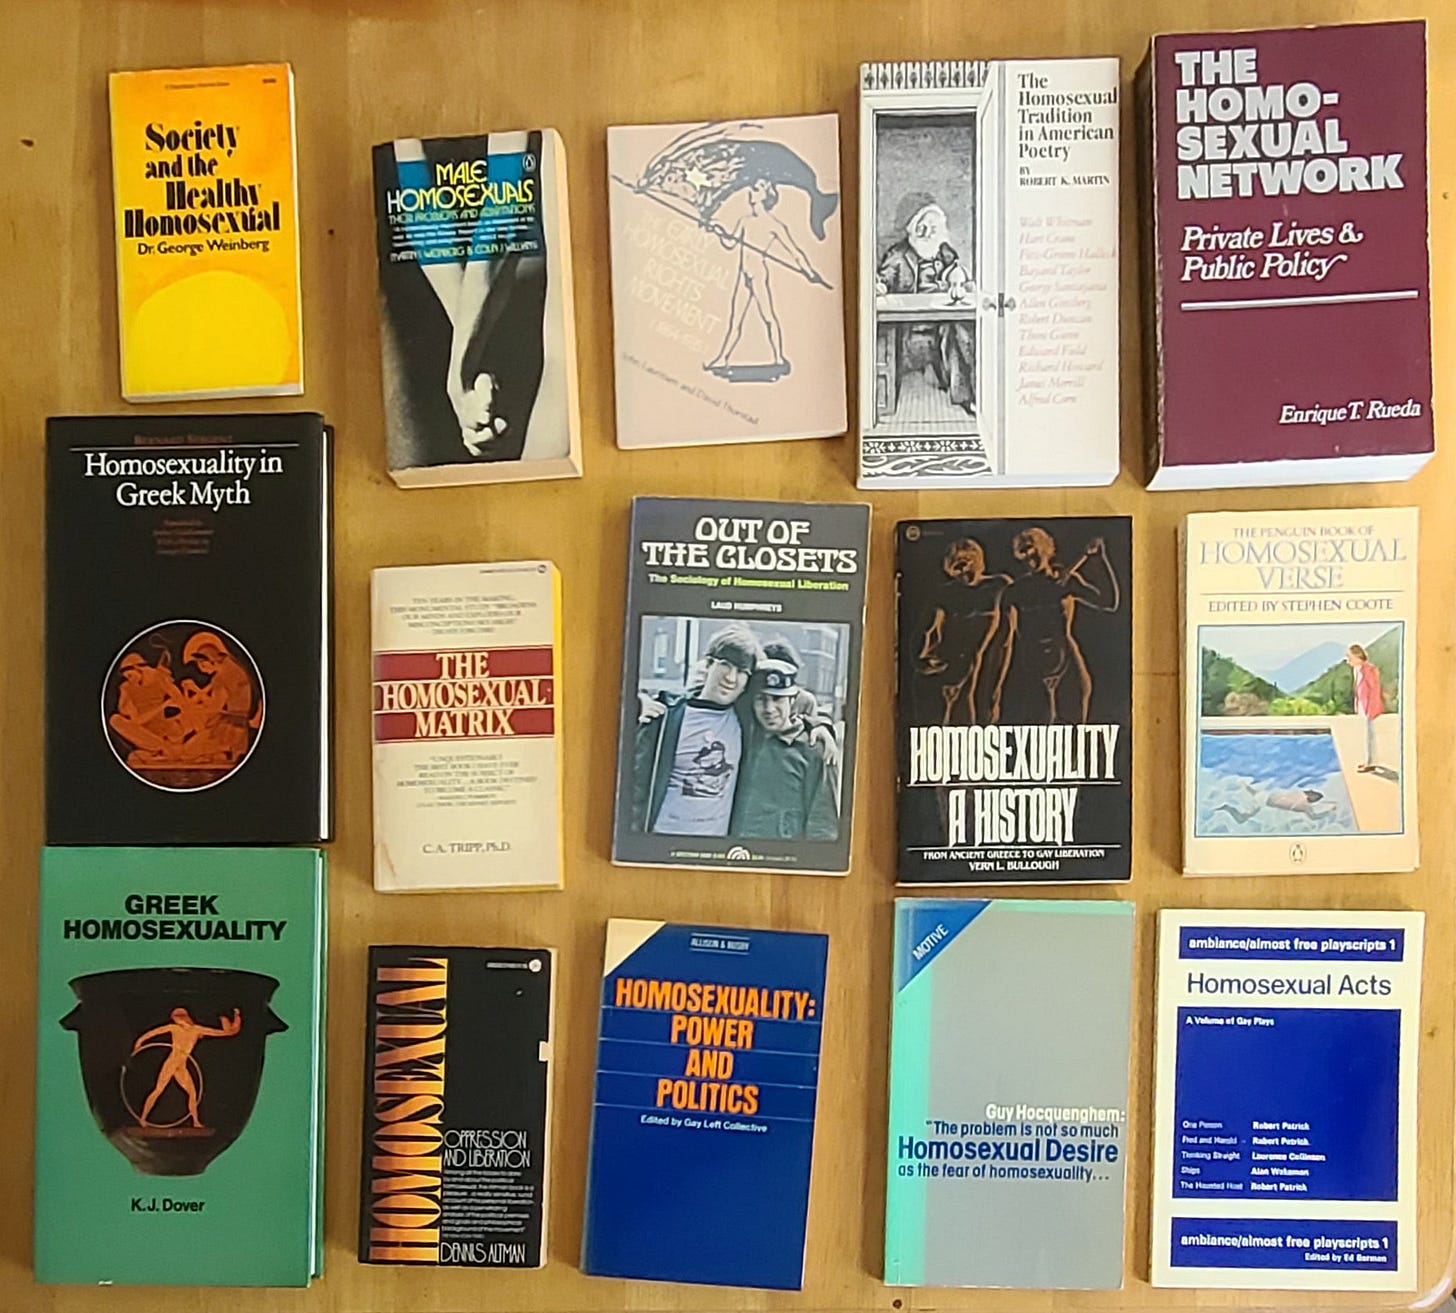 Society
and the
Healthy
Homosexual
Dr. George Weinberg
MALE
HOMOSEXUALS
THEIR PROBLEMS AND ADAPTATIONS
MARTIN S. WEINBERG & COLIN J. WILLIAMS
HOMOSEXUAL
RIGHTS
MOVEMENT
John Lauritsen and David Thorstad
The
Homosexual
Tradition
in American
Poetry
BY
ROBERT K. MARTIN
Walt Whitman
Hart Crane
Fitz-Greene Halleck
Bayard Taylor
George Santayana
Allen Ginsberg
Robert Duncan
Thom Gunn
Edward Field
Richard Howard
James Merrill
Alfred Corn
THE
HOMO-
SEXUAL
NETWORK
Private Lives &
Public Policy
Enrique T. Rueda
BERNARD SERGENT
Homosexuality in
Greek Myth
TEN YEARS IN THE MAKING...
THE
HOMOSEXUAL
MATRIX
C.A. TRIPP, Ph.D.
OUT OF
THE CLOSETS
The Sociology of Homosexual Liberation
LAUD HUMPHREYS
HOMOSEXUALITY
A HISTORY
FROM ANCIENT GREECE TO GAY LIBERATION
VERN L. BULLOUGH
THE PENGUIN BOOK OF
HOMOSEXUAL
VERSE
EDITED BY STEPHEN COOTE
GREEK
HOMOSEXUALITY
K.J. Dover
HOMOSEXUAL
OPPRESSION
AND LIBERATION
DENNIS ALTMAN
ALLISON & BUSBY
HOMOSEXUALITY:
POWER
AND
POLITICS
Edited by Gay Left Collective
MOTIVE
Guy Hocquenghem:
"The problem is not so much
Homosexual Desire
as the fear of homosexuality...
ambiance/almost free playscripts 1
Homosexual Acts
A Volume of Gay Plays
One Person Robert Patrick
Fred and Harold Robert Patrick
Thinking Straight Laurence Collinson
Ships Alan Wakeman
The Haunted Host Robert Patrick
ambiance/almost free playscripts 1
Edited by Ed Berman